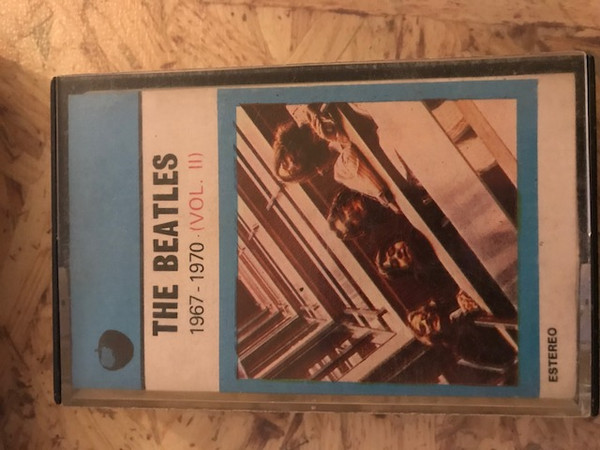 THE BEATLES
1967 - 1970 · (VOL. II)
ESTEREO